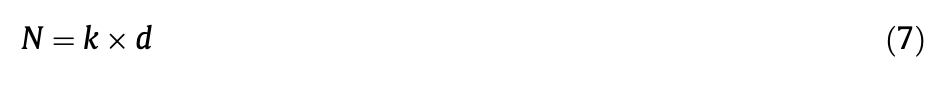 N = k × d (7)